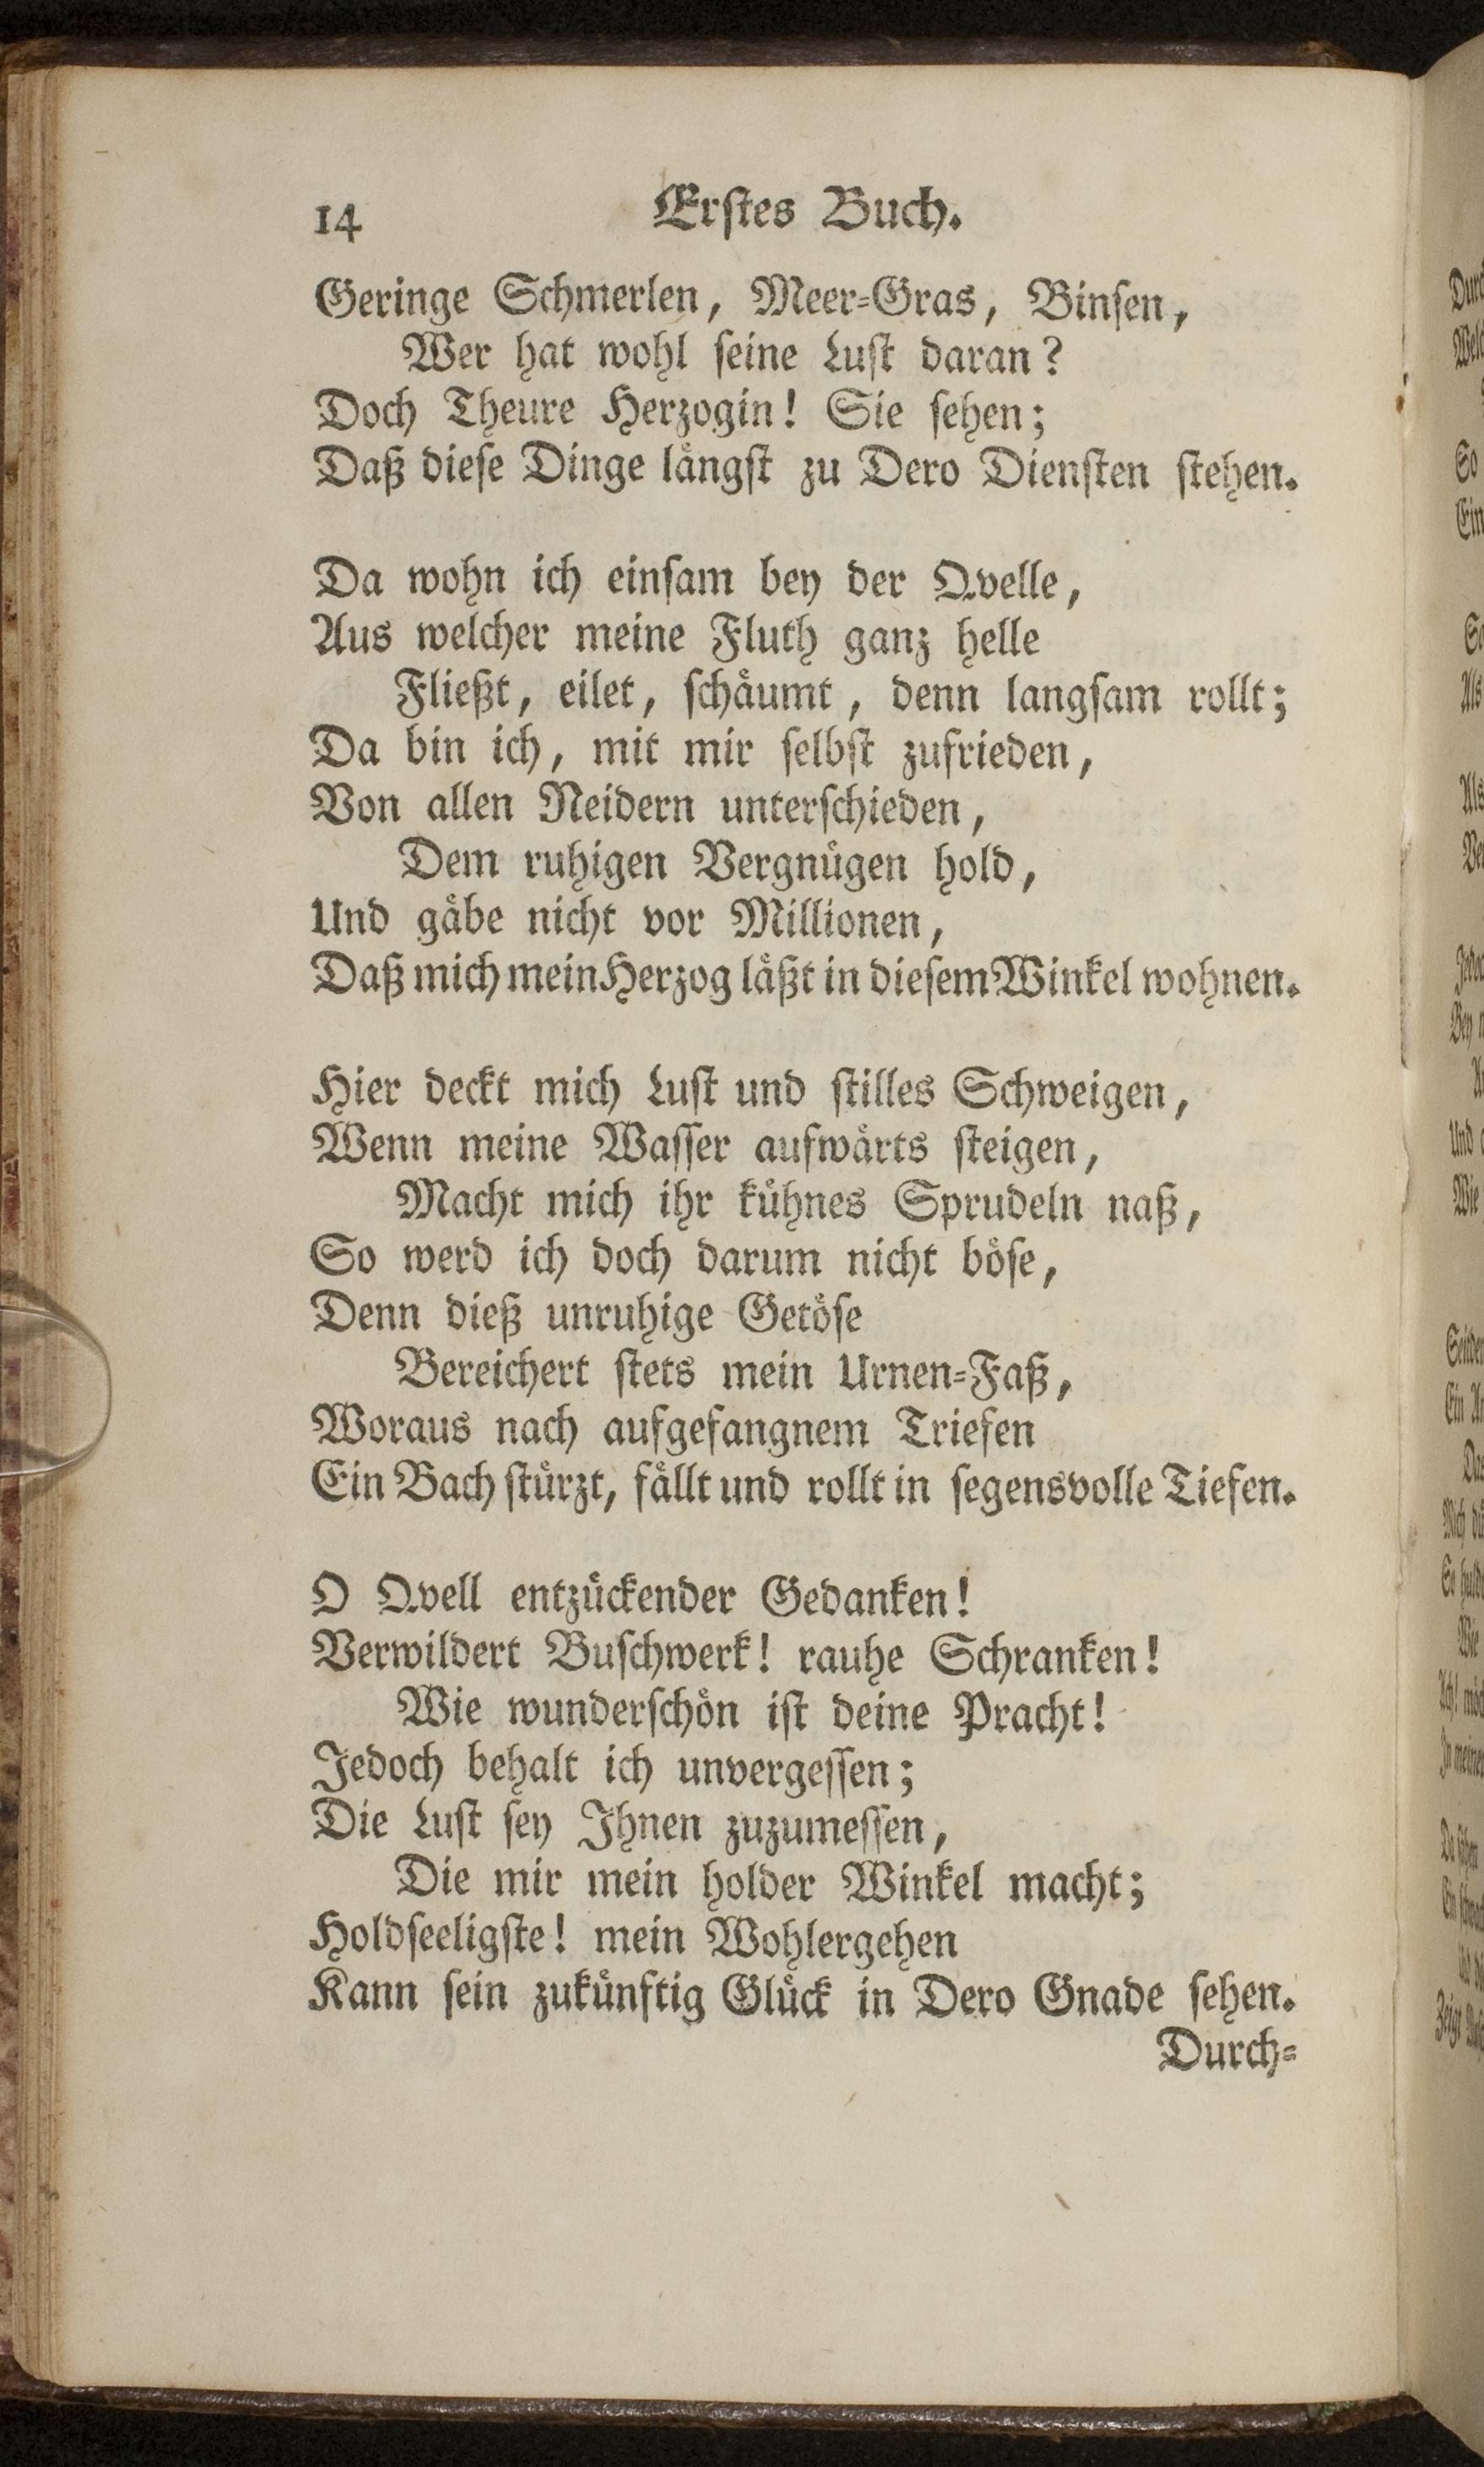 14 Erstes Buch.
Geringe Schmerlen, Meer-Gras, Binsen,
Wer hat wohl seine Lust daran?
Doch Theure Herzogin! Sie sehen;
Daß diese Dinge längst zu Dero Diensten stehen.
Da wohn ich einsam bey der Qvelle,
Aus welcher meine Fluth ganz helle
Fließt, eilet, schäumt, denn langsam rollt;
Da bin ich, mit mir selbst zufrieden,
Von allen Neidern unterschieden,
Dem ruhigen Vergnügen hold,
Und gäbe nicht vor Millionen,
Daß mich mein Herzog läßt in diesem Winkel wohnen.
Hier deckt mich Lust und stilles Schweigen,
Wenn meine Wasser aufwärts steigen,
Macht mich ihr kühnes Sprudeln naß,
So werd ich doch darum nicht böse,
Denn dieß unruhige Getöse
Bereichert stets mein Urnen-Faß,
Woraus nach aufgefangnem Triefen
Ein Bach stürzt, fällt und rollt in segensvolle Tiefen.
O Qvell entzückender Gedanken!
Verwildert Buschwerk! rauhe Schranken!
Wie wunderschön ist deine Pracht!
Jedoch behalt ich unvergessen;
Die Lust sey Ihnen zuzumessen,
Die mir mein holder Winkel macht;
Holdseeligste! mein Wohlergehen
Kann sein zukünftig Glück in Dero Gnade sehen.
Durch-